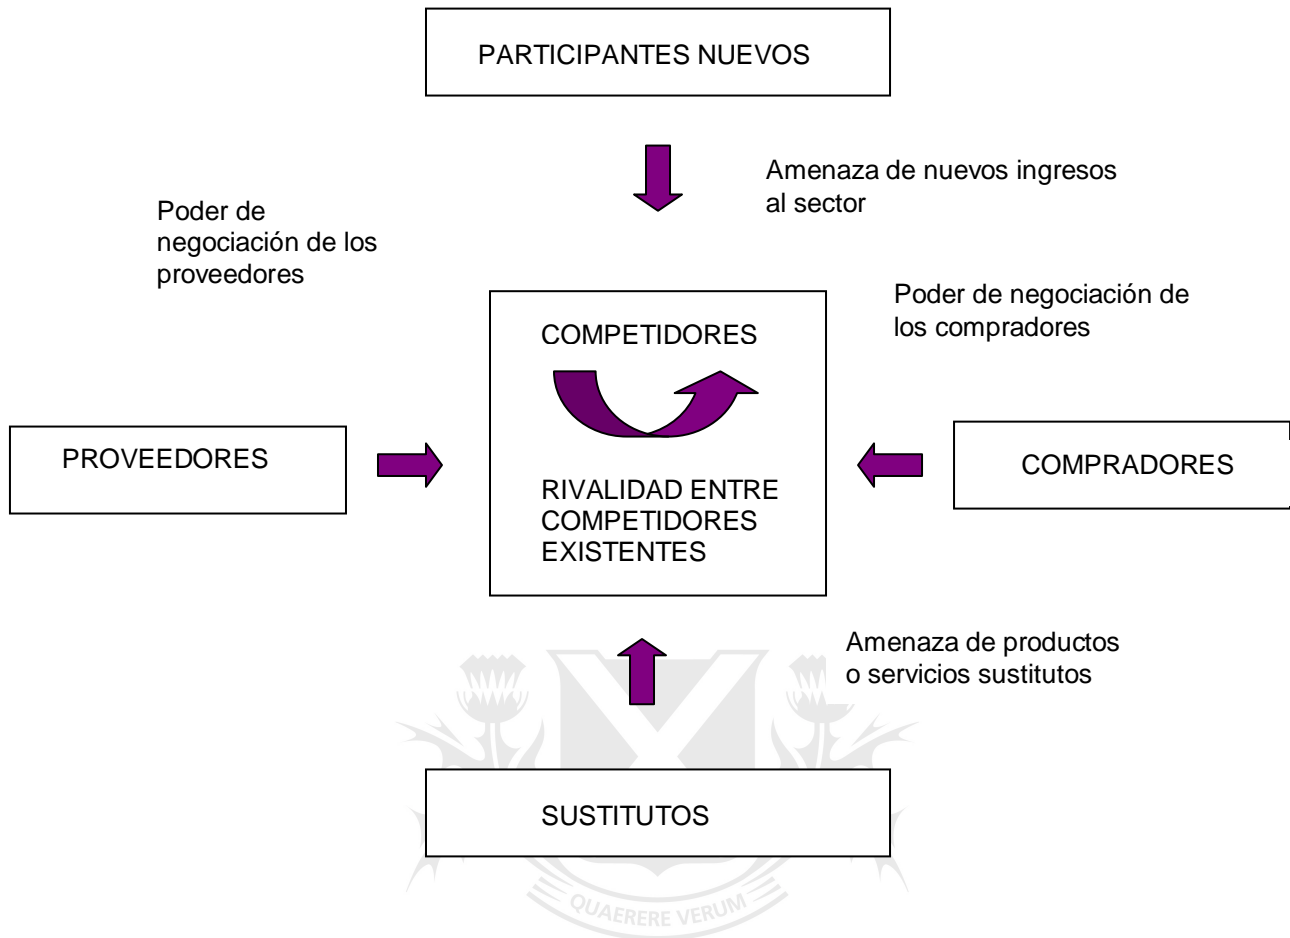 PARTICIPANTES NUEVOS
Amenaza de nuevos ingresos
al sector
Poder de
negociación de los
proveedores
Poder de negociación de
los compradores
COMPETIDORES
PROVEEDORES
COMPRADORES
RIVALIDAD ENTRE
COMPETIDORES
EXISTENTES
Amenaza de productos
o servicios sustitutos
SUSTITUTOS
QUAERERE VERUM